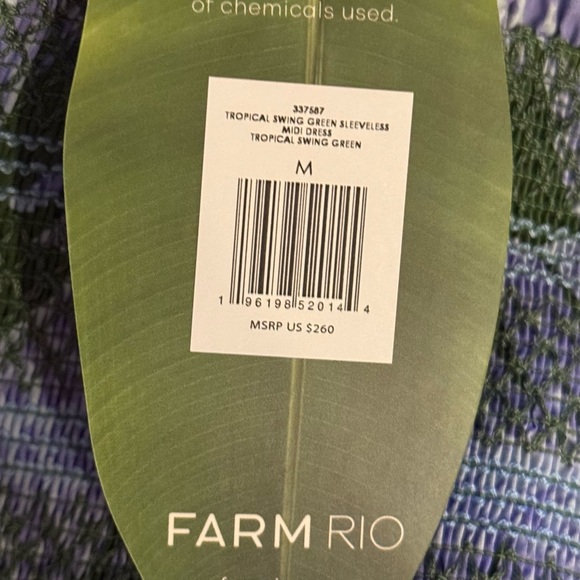 of chemicals used.
337587
TROPICAL SWING GREEN SLEEVELESS
MIDI DRESS
TROPICAL SWING GREEN
M
1 96198 52014 4
MSRP US $260
FARM RIO